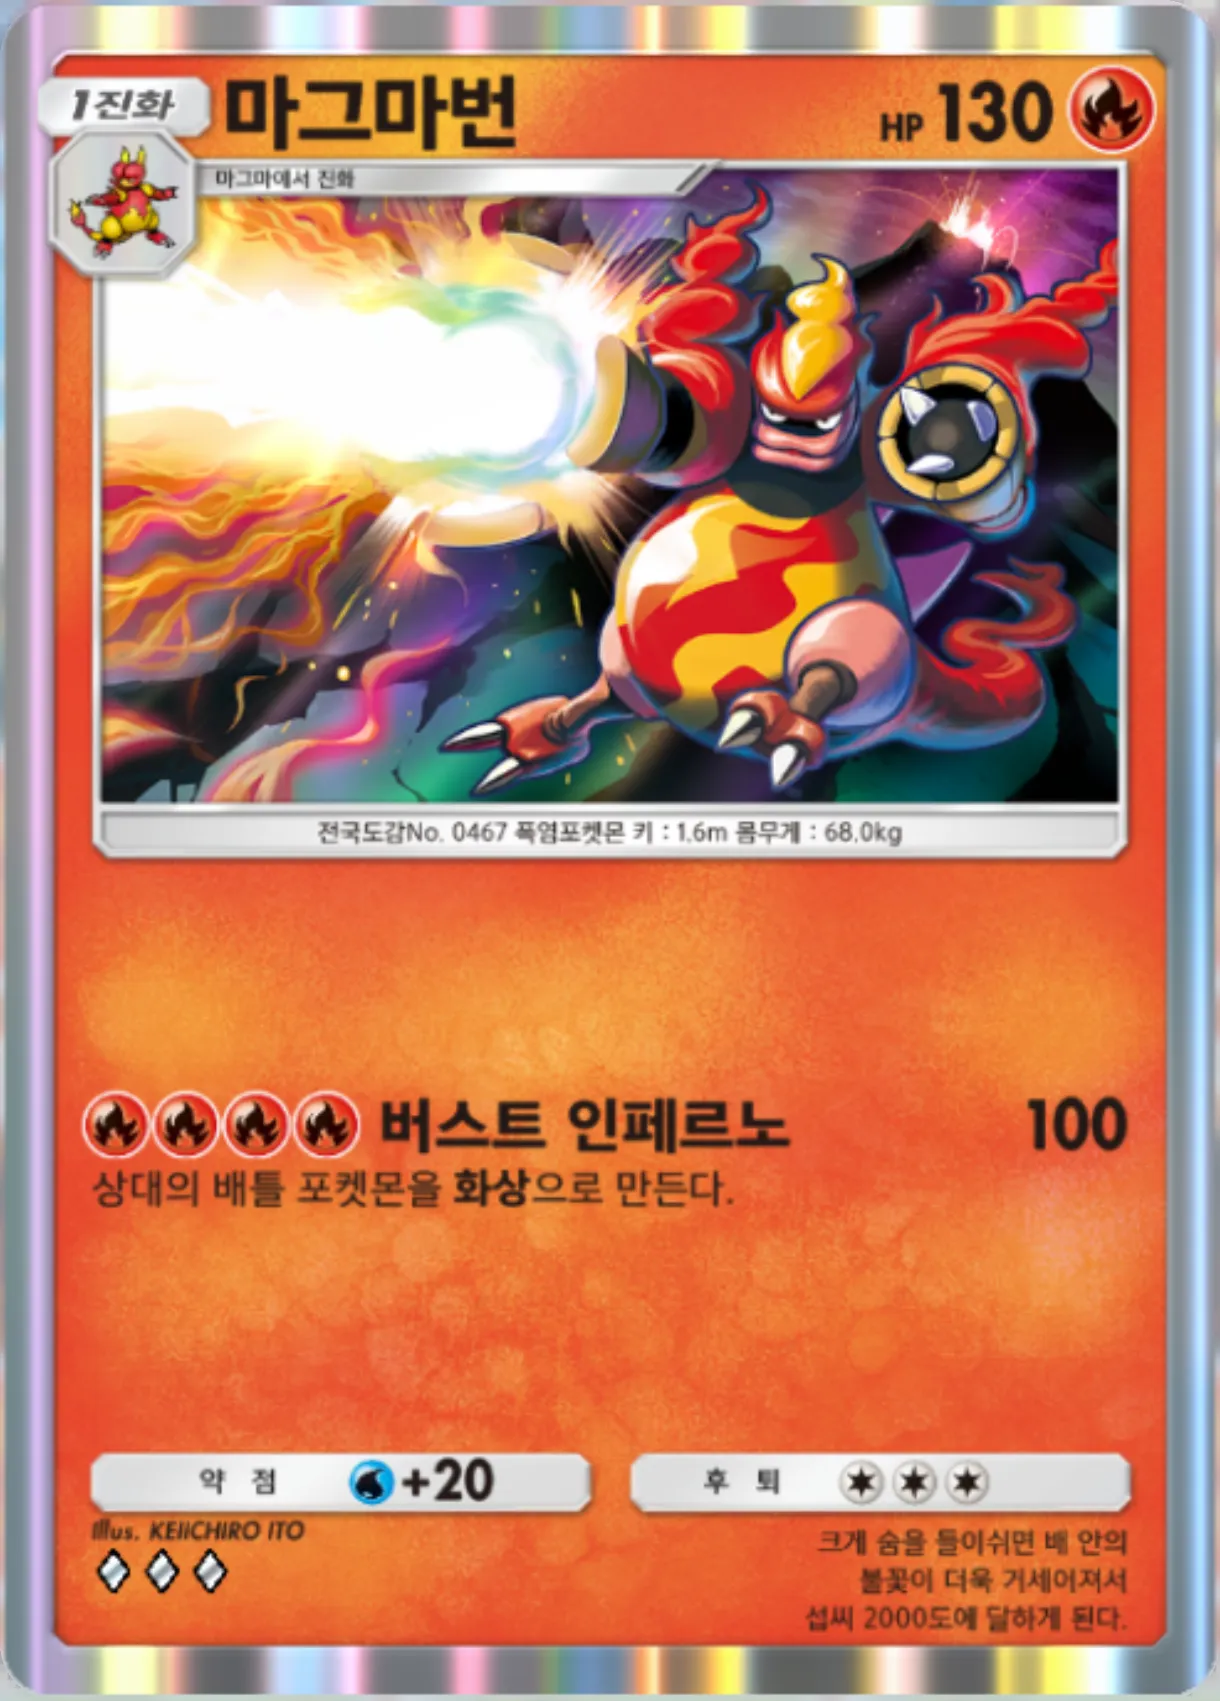 1진화
마그마번
HP 130
마그마에서 진화
전국도감No. 0467 폭염포켓몬 키 : 1.6m 몸무게 : 68.0kg
버스트 인페르노 100
상대의 배틀 포켓몬을 화상으로 만든다.
약점 +20
후퇴
Illus. KEIICHIRO ITO
크게 숨을 들이쉬면 배 안의
불꽃이 더욱 거세어져서
섭씨 2000도에 달하게 된다.